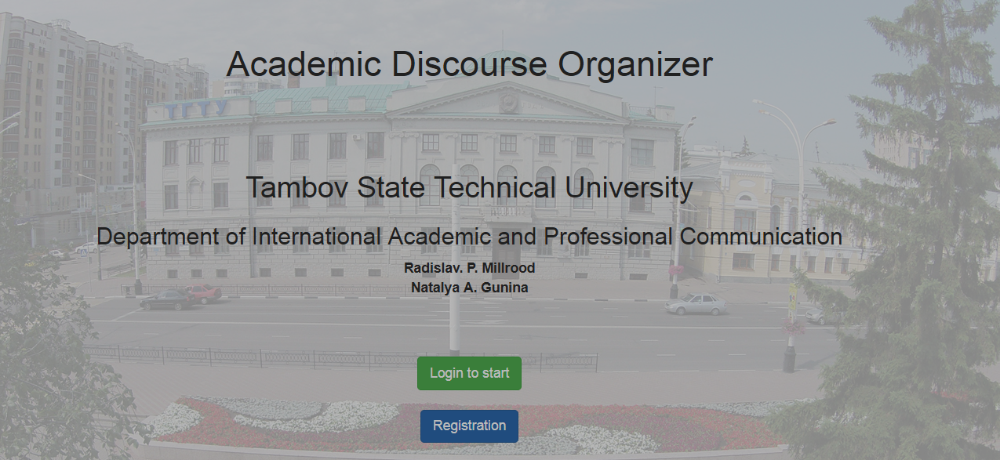 Academic Discourse Organizer
ТГТУ
Tambov State Technical University
Department of International Academic and Professional Communication
Radislav. P. Millrood
Natalya A. Gunina
Login to start
Registration